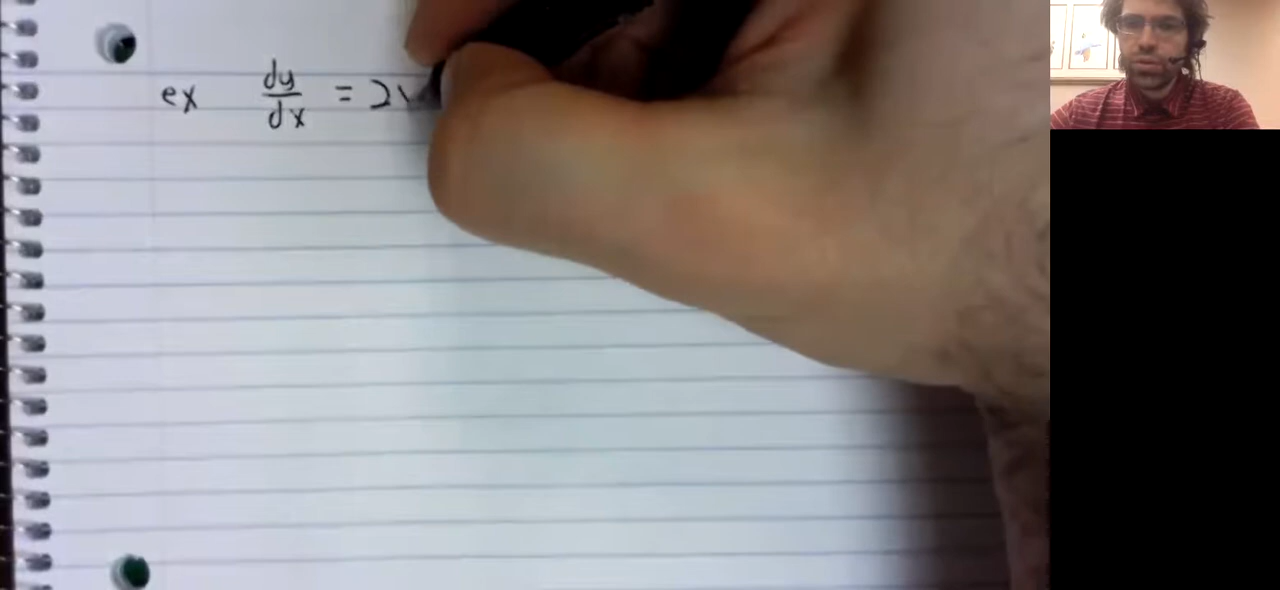 ex dy/dx = 2